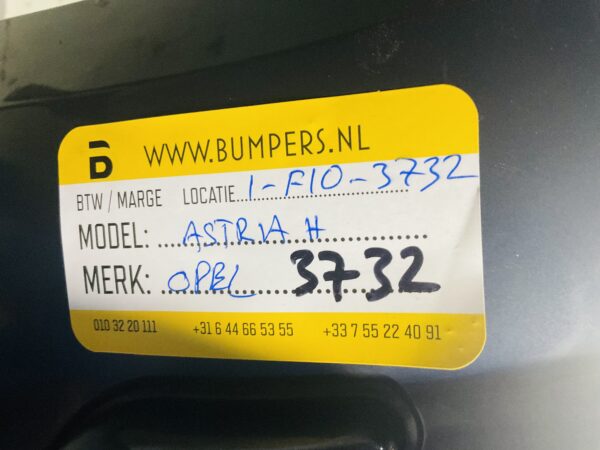 B WWW.BUMPERS.NL
BTW / MARGE LOCATIE 1-F10-3732
MODEL: ASTRIA H
MERK: OPEL 3732
010 32 20 111 +31 6 44 66 53 55 +33 7 55 22 40 91